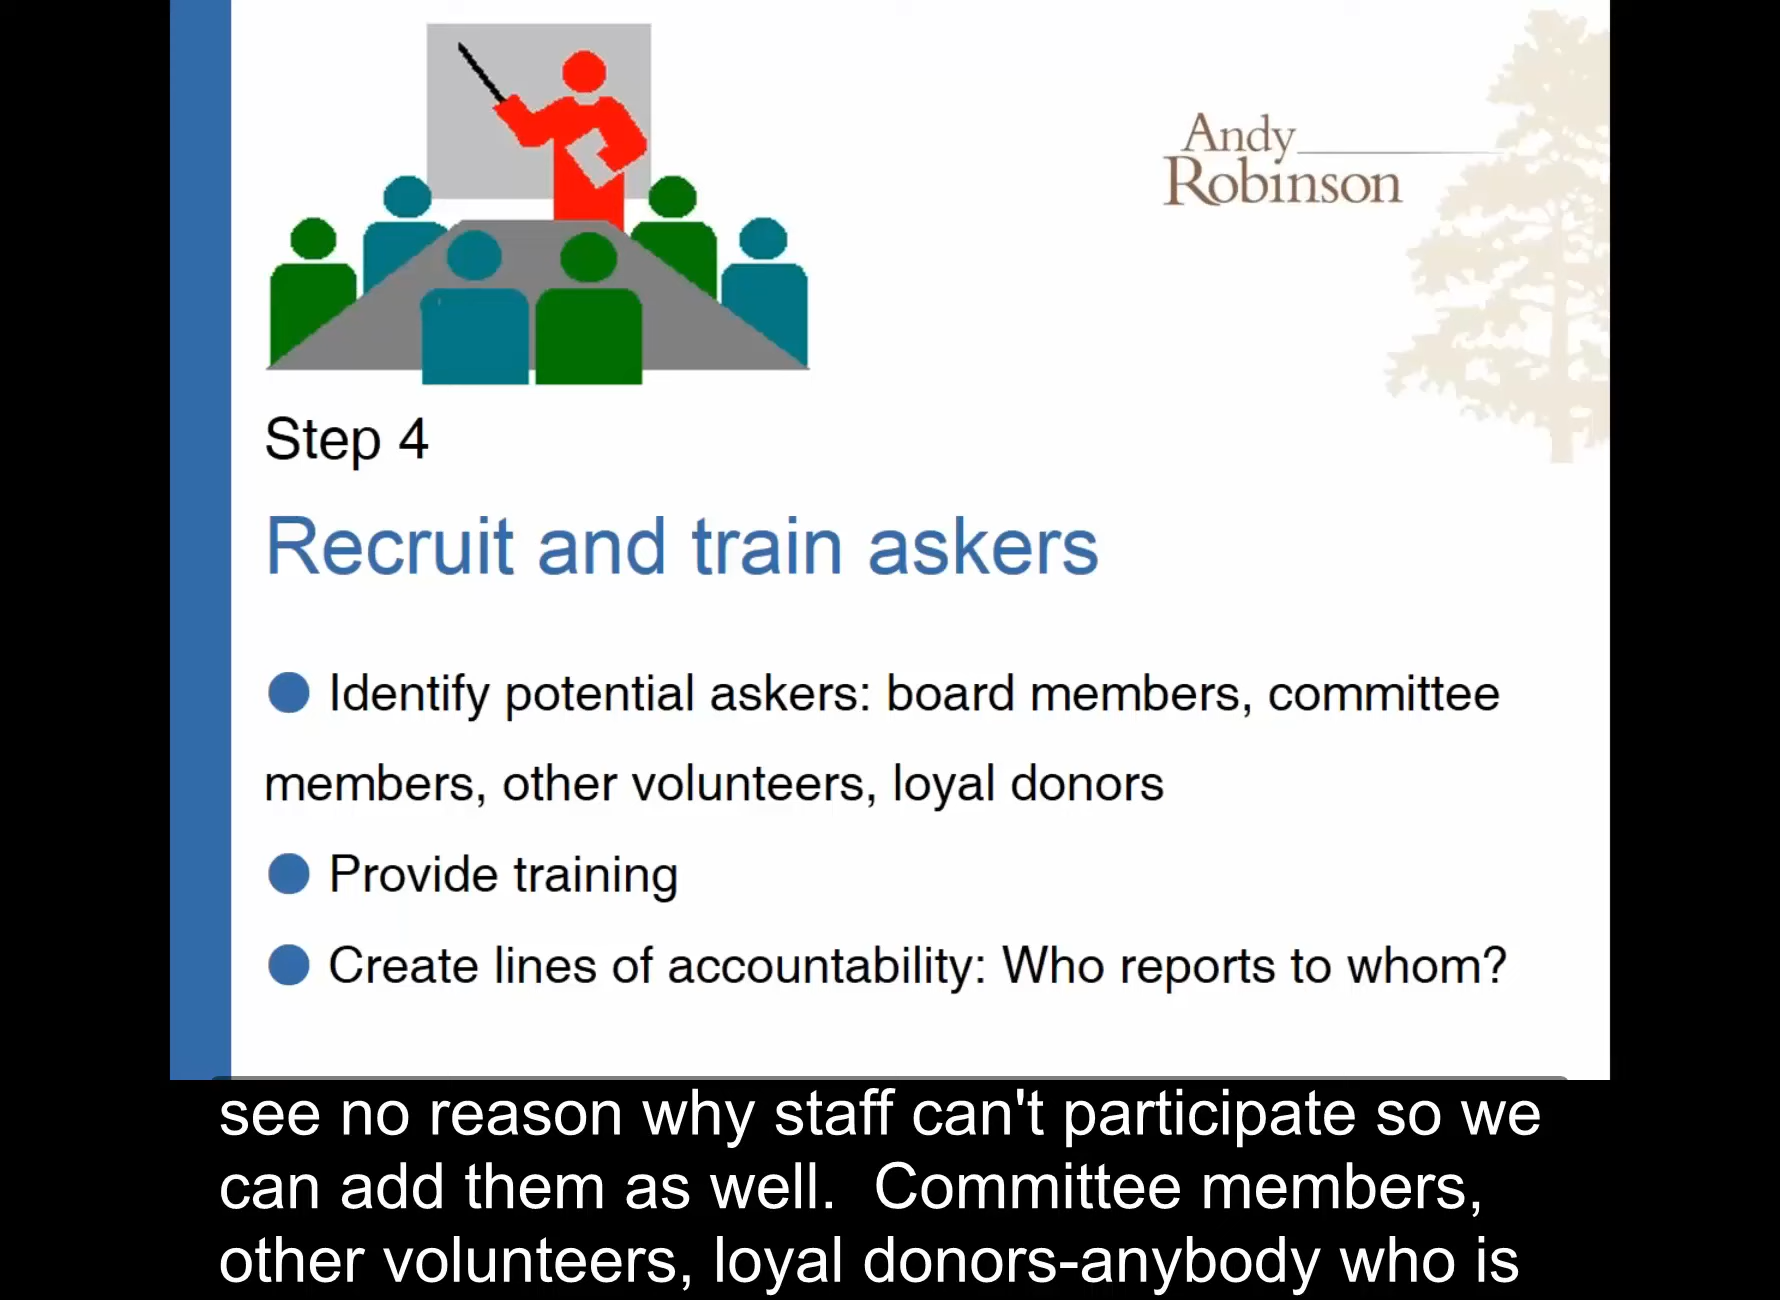 Andy
Robinson
Step 4
Recruit and train askers
Identify potential askers: board members, committee
members, other volunteers, loyal donors
Provide training
Create lines of accountability: Who reports to whom?
see no reason why staff can't participate so we
can add them as well.  Committee members,
other volunteers, loyal donors-anybody who is